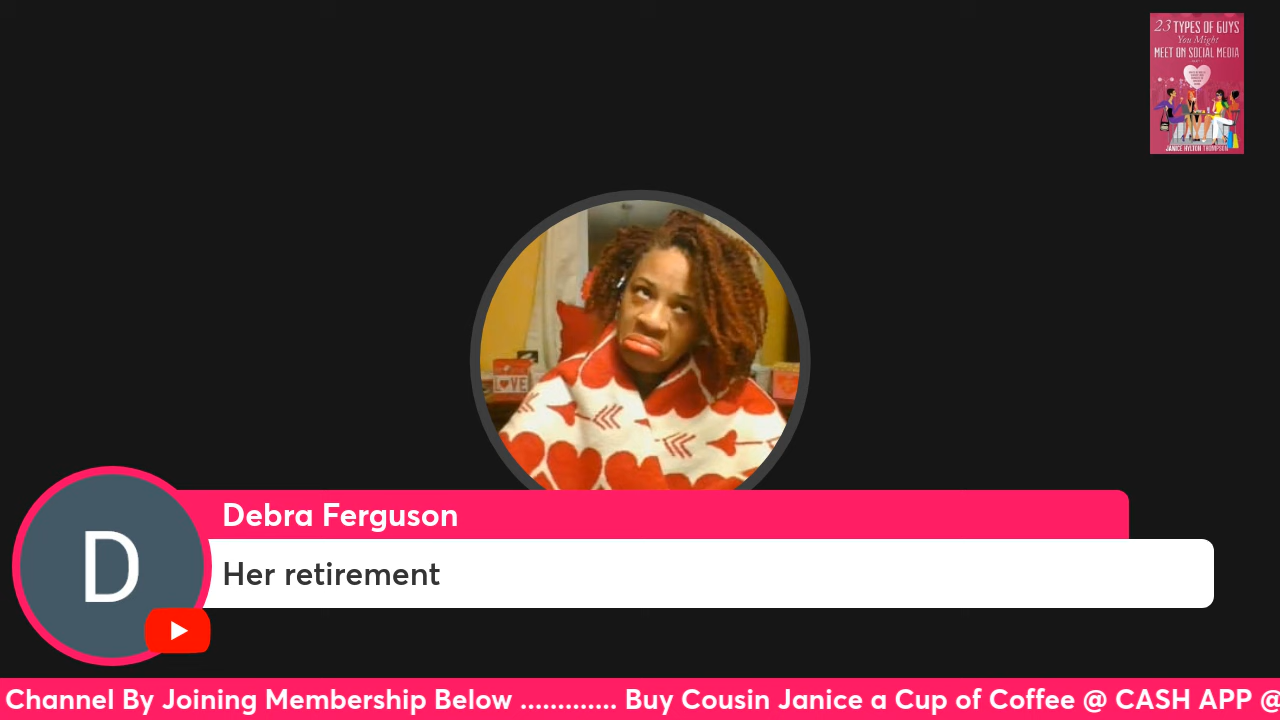 23 TYPES OF GUYS
You Might
MEET ON SOCIAL MEDIA
JANICE HYLTON THOMPSON
LOVE
Debra Ferguson
D
Her retirement
Channel By Joining Membership Below ............. Buy Cousin Janice a Cup of Coffee @ CASH APP @